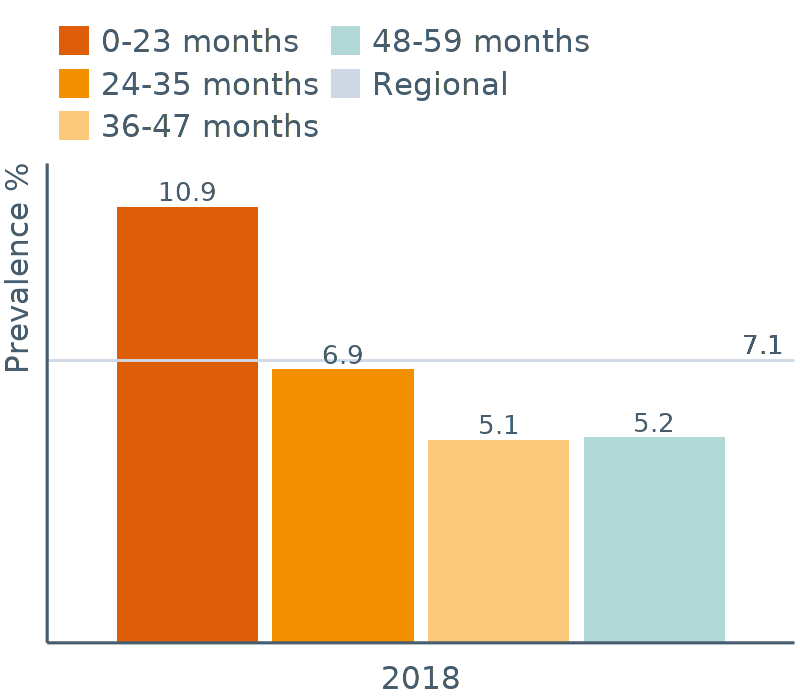 0-23 months
24-35 months
36-47 months
48-59 months
Regional
Prevalence %
10.9
6.9
5.1
5.2
7.1
2018